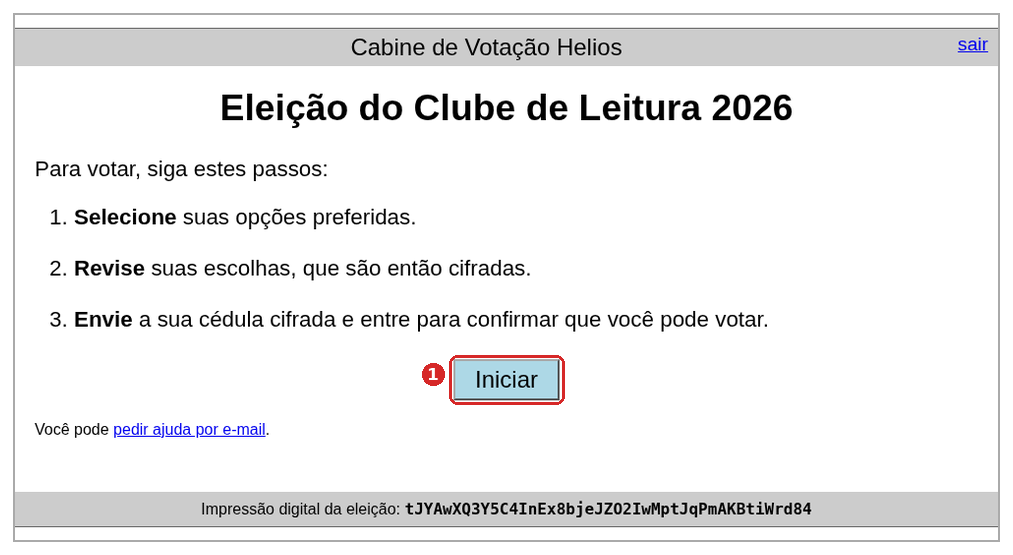 Cabine de Votação Helios
sair
Eleição do Clube de Leitura 2026
Para votar, siga estes passos:
1. Selecione suas opções preferidas.
2. Revise suas escolhas, que são então cifradas.
3. Envie a sua cédula cifrada e entre para confirmar que você pode votar.
1 Iniciar
Você pode pedir ajuda por e-mail.
Impressão digital da eleição: tJYAwXQ3Y5C4InEx8bjeJZO2IwMptJqPmAKBtiWrd84